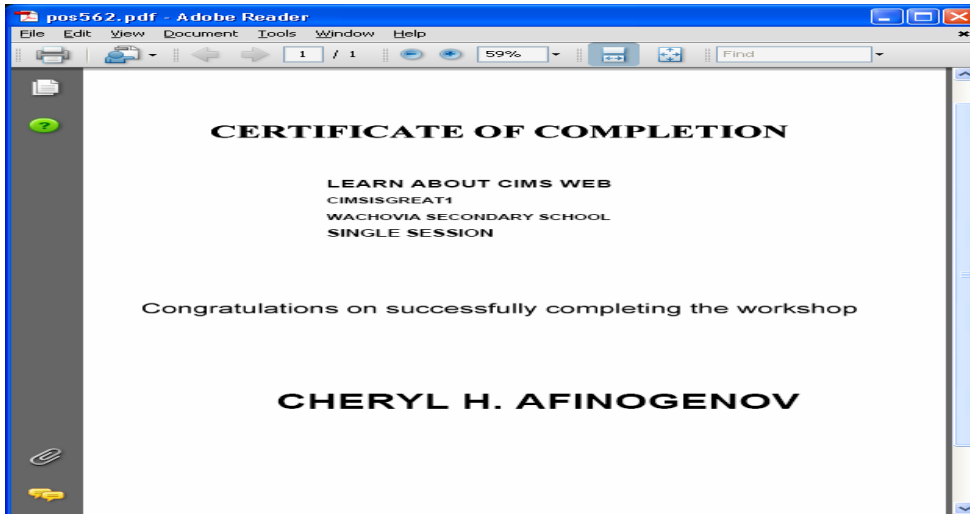 pos562.pdf - Adobe Reader
File Edit View Document Tools Window Help
1 / 1 59% Find
CERTIFICATE OF COMPLETION
LEARN ABOUT CIMS WEB
CIMSISGREAT1
WACHOVIA SECONDARY SCHOOL
SINGLE SESSION
Congratulations on successfully completing the workshop
CHERYL H. AFINOGENOV